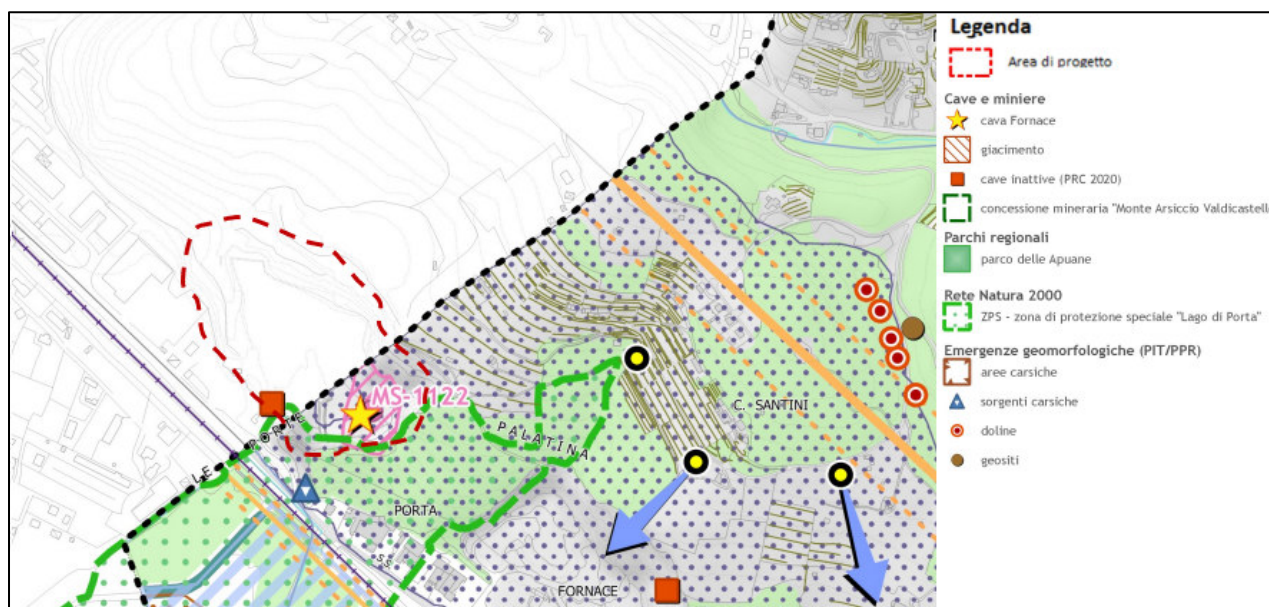 Legenda
Area di progetto
Cave e miniere
cava Fornace
giacimento
cave inattive (PRC 2020)
concessione mineraria "Monte Arsiccio Valdicastell
Parchi regionali
parco delle Apuane
Rete Natura 2000
ZPS - zona di protezione speciale "Lago di Porta"
Emergenze geomorfologiche (PIT/PPR)
aree carsiche
sorgenti carsiche
doline
geositi
MS-1122
C. SANTINI
LE PORTE
PALATINA
PORTA
SS
FORNACE